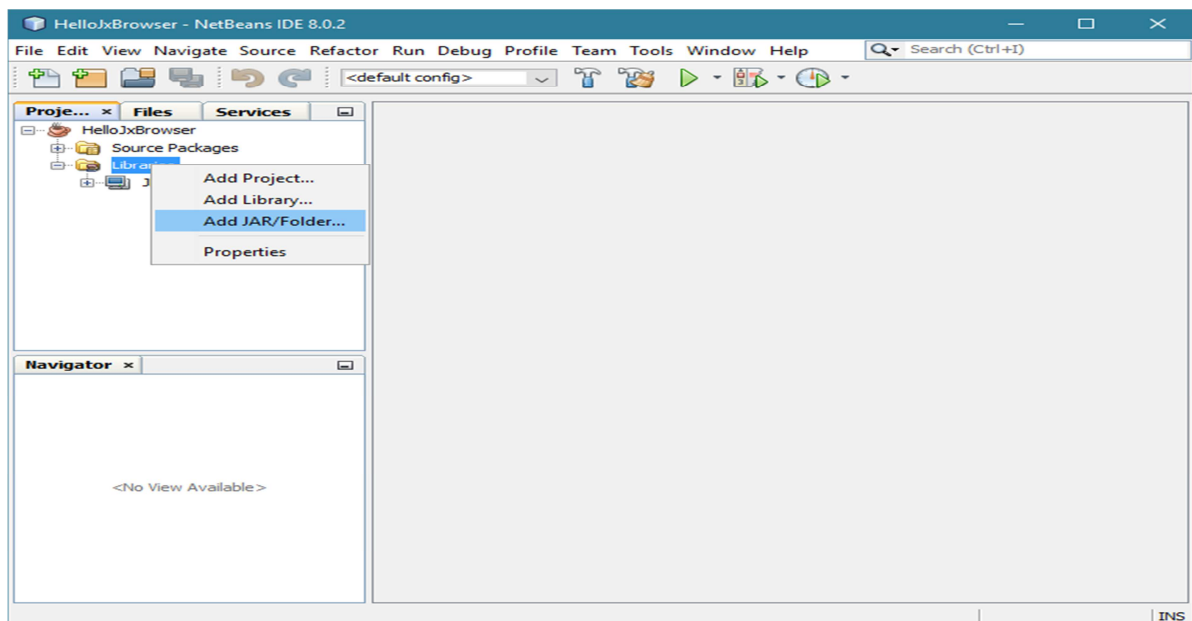 HelloJxBrowser - NetBeans IDE 8.0.2
File Edit View Navigate Source Refactor Run Debug Profile Team Tools Window Help Search (Ctrl+I)
<default config>
Proje... Files Services
HelloJxBrowser
Source Packages
Libraries
J
Add Project...
Add Library...
Add JAR/Folder...
Properties
Navigator
<No View Available>
INS